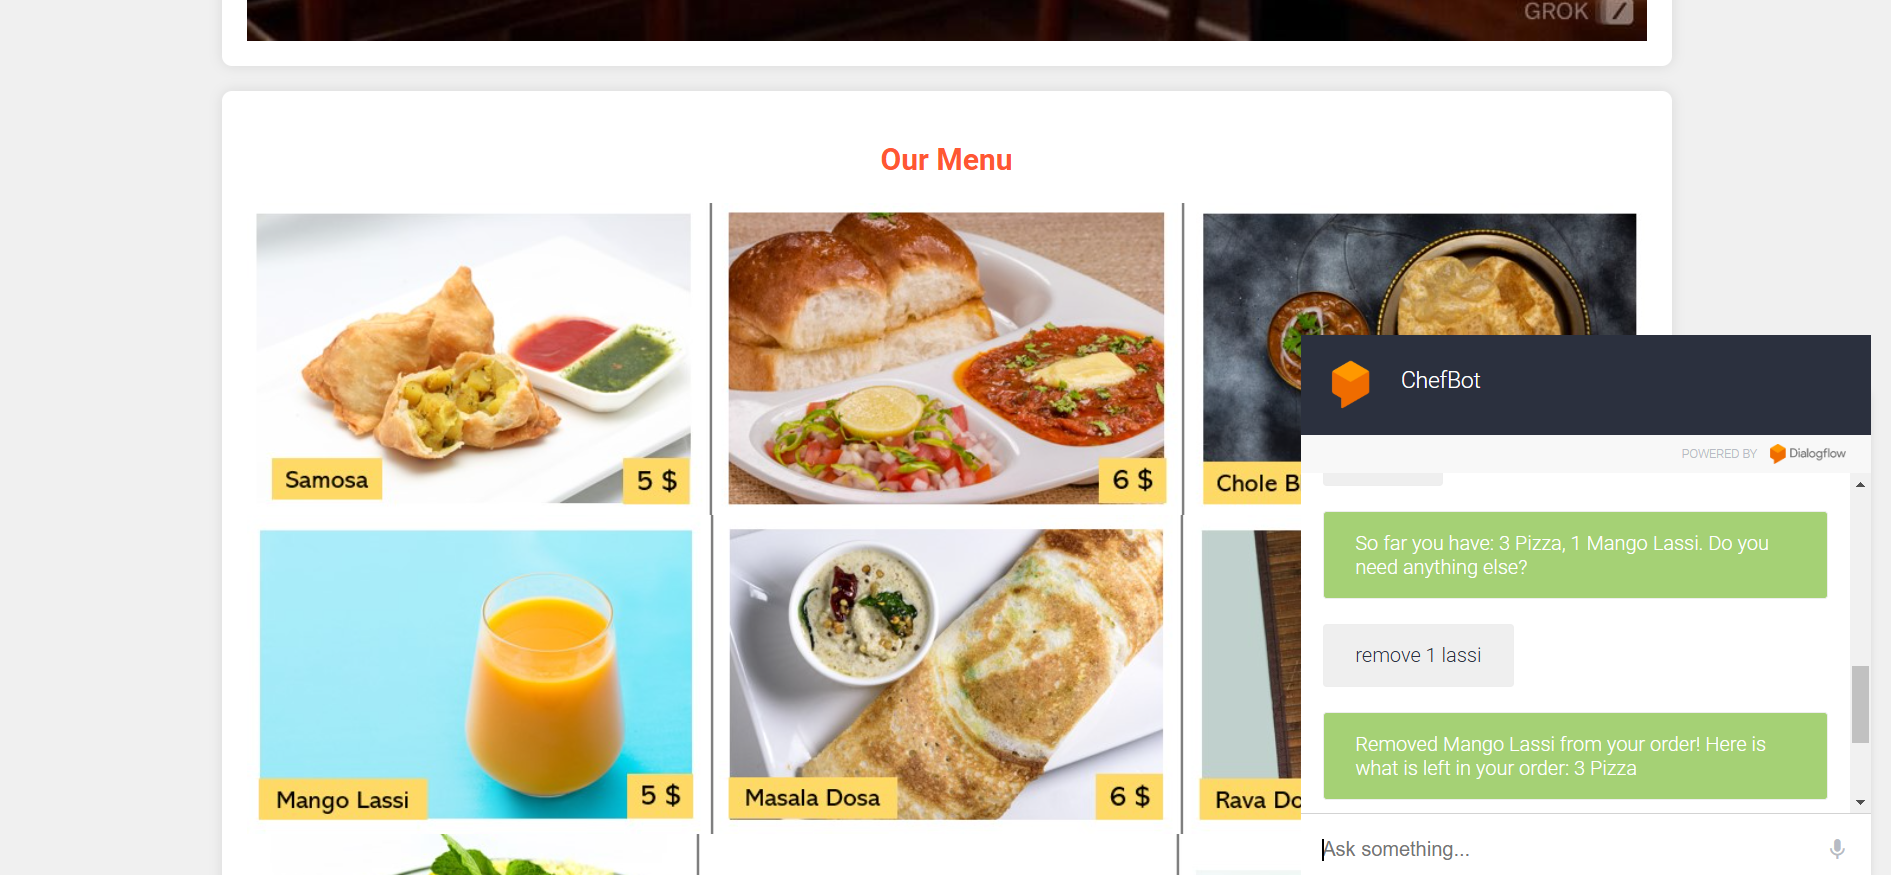 GROK
Our Menu
Samosa
5 $
6 $
Chole B
Mango Lassi
5 $
Masala Dosa
6 $
Rava Do
ChefBot
POWERED BY Dialogflow
So far you have: 3 Pizza, 1 Mango Lassi. Do you
need anything else?
remove 1 lassi
Removed Mango Lassi from your order! Here is
what is left in your order: 3 Pizza
Ask something...